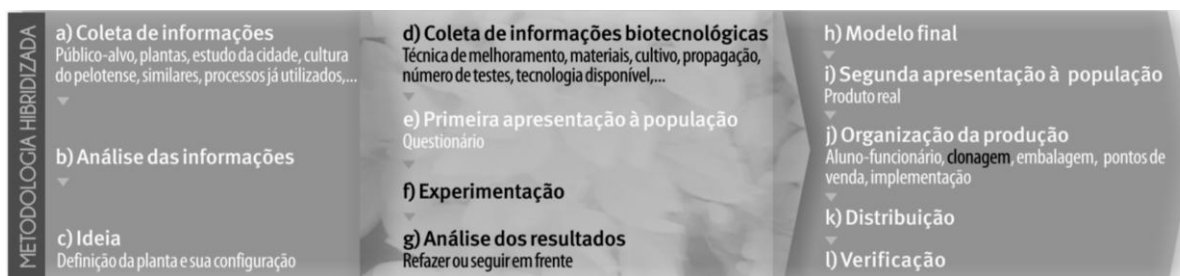 METODOLOGIA HIBRIDIZADA
a) Coleta de informações
Público-alvo, plantas, estudo da cidade, cultura
do pelotense, similares, processos já utilizados,...
b) Análise das informações
c) Ideia
Definição da planta e sua configuração
d) Coleta de informações biotecnológicas
Técnica de melhoramento, materiais, cultivo, propagação,
número de testes, tecnologia disponível,...
e) Primeira apresentação à população
Questionário
f) Experimentação
g) Análise dos resultados
Refazer ou seguir em frente
h) Modelo final
i) Segunda apresentação à população
Produto real
j) Organização da produção
Aluno-funcionário, clonagem, embalagem, pontos de
venda, implementação
k) Distribuição
l) Verificação